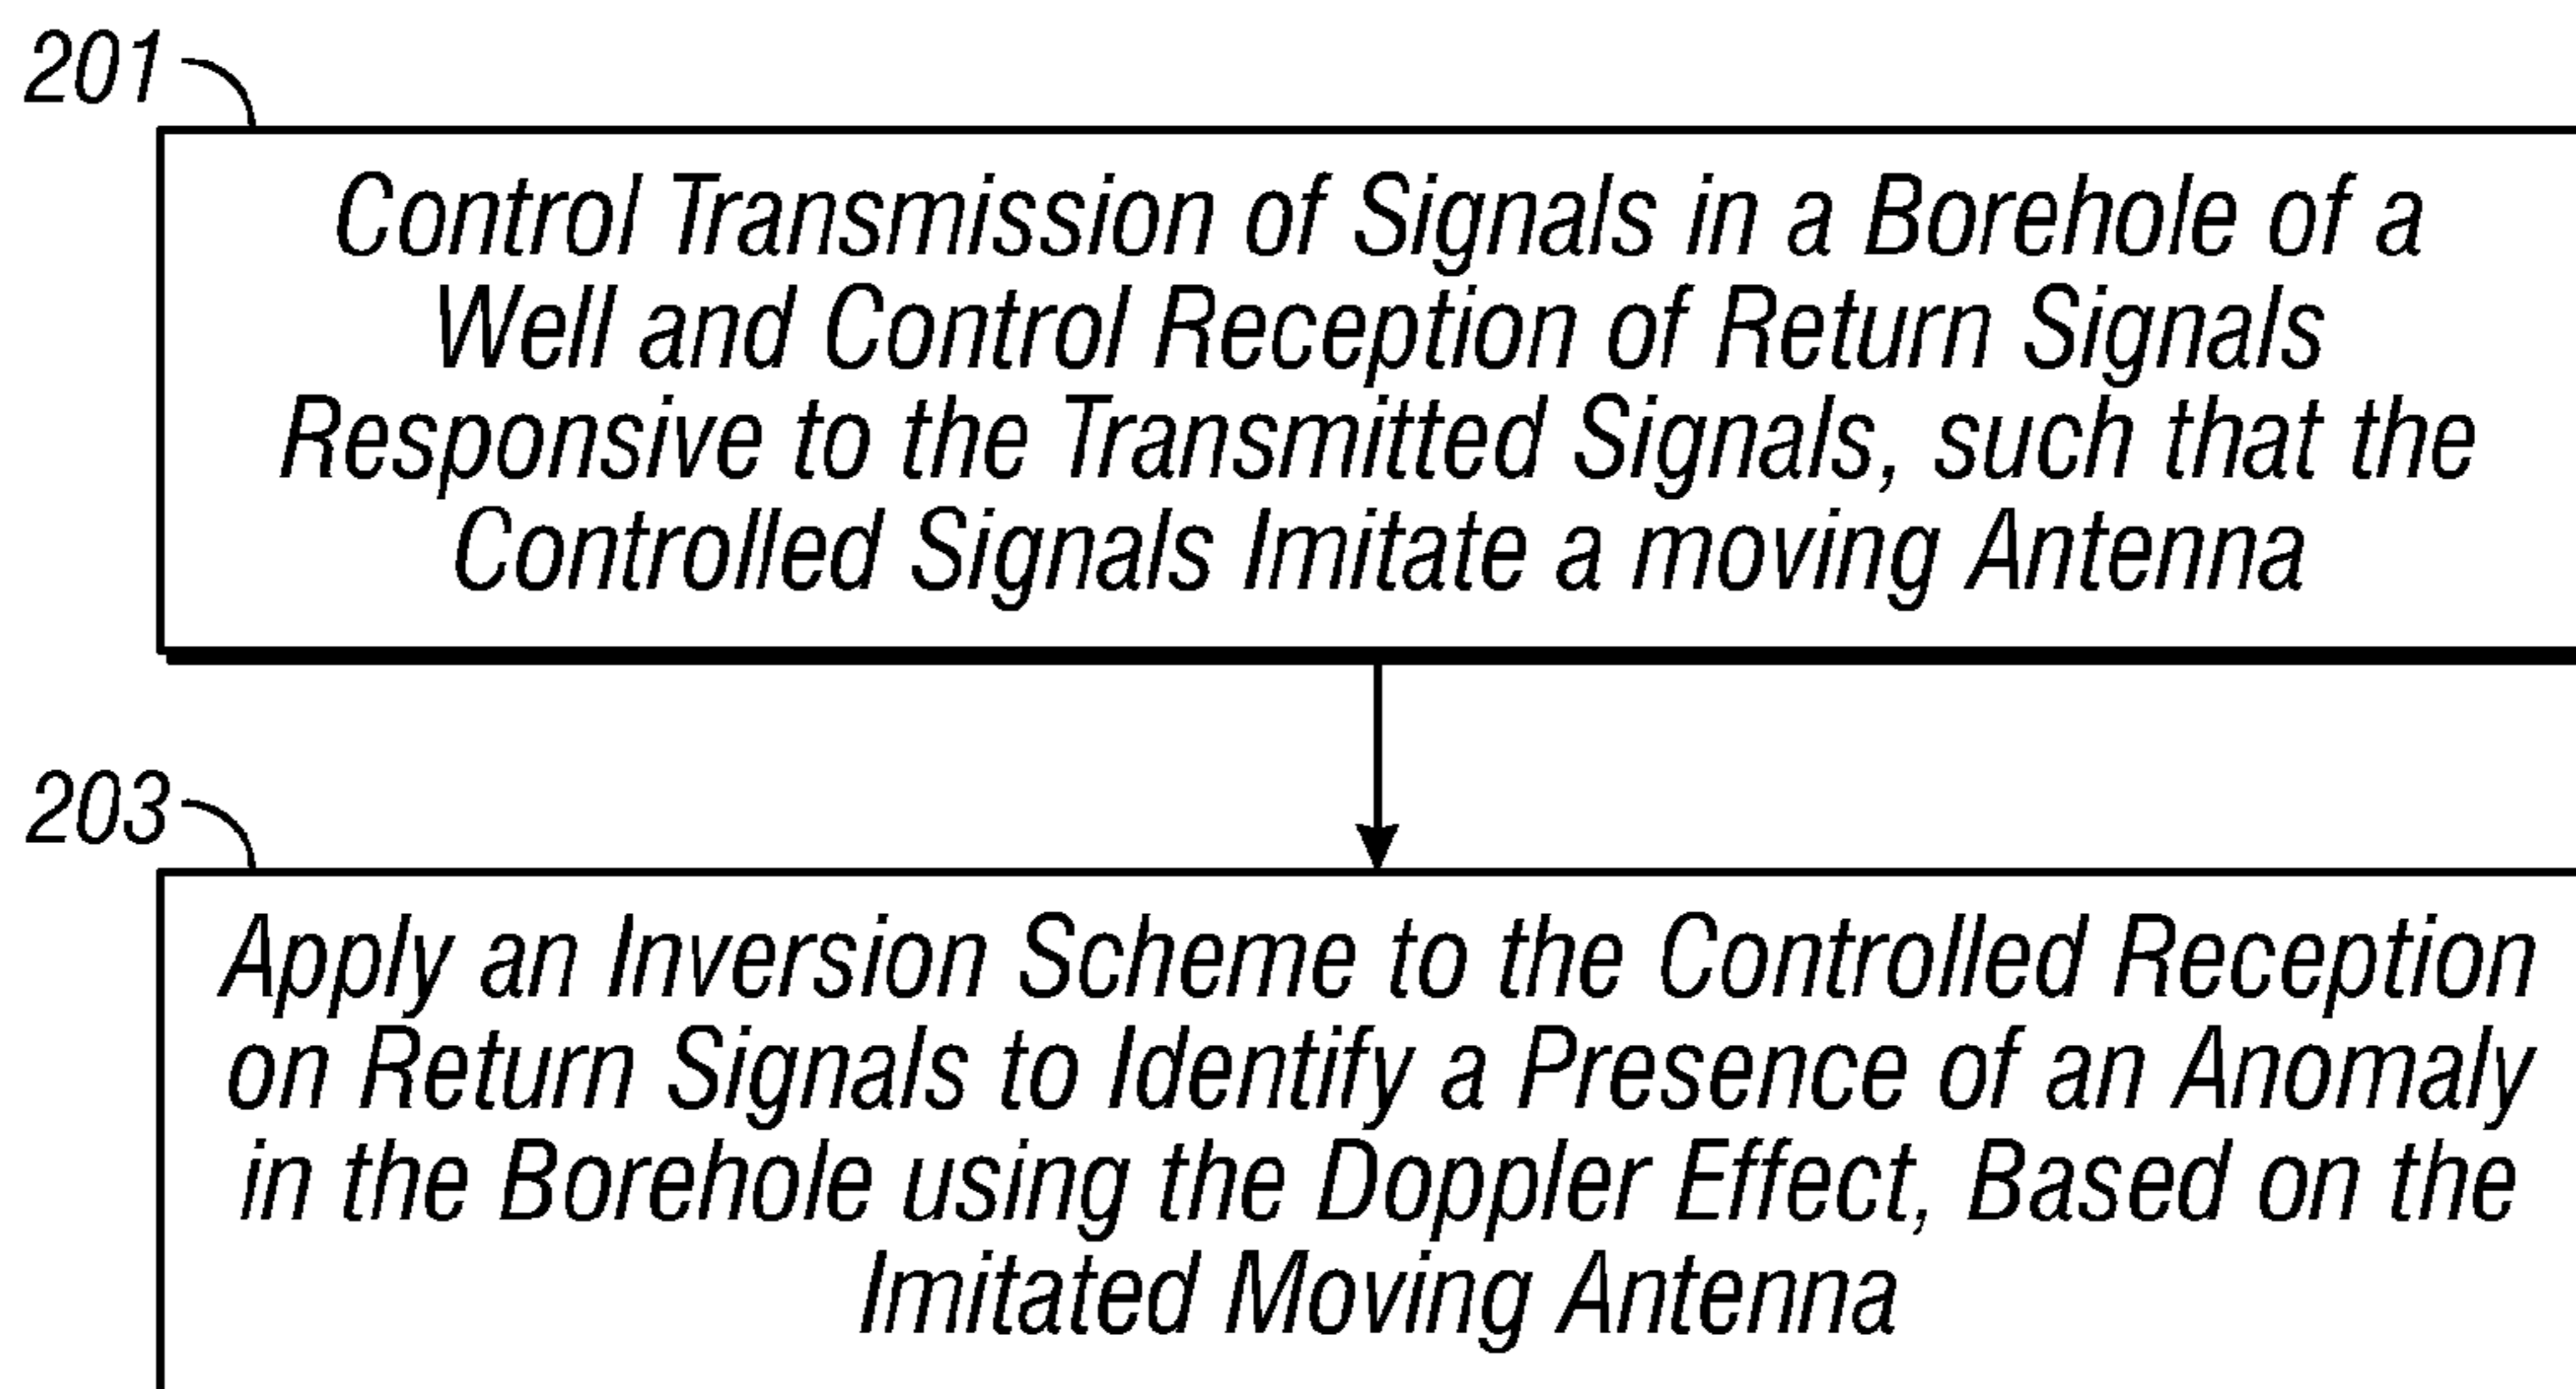 201
Control Transmission of Signals in a Borehole of a
Well and Control Reception of Return Signals
Responsive to the Transmitted Signals, such that the
Controlled Signals Imitate a moving Antenna
203
Apply an Inversion Scheme to the Controlled Reception
on Return Signals to Identify a Presence of an Anomaly
in the Borehole using the Doppler Effect, Based on the
Imitated Moving Antenna